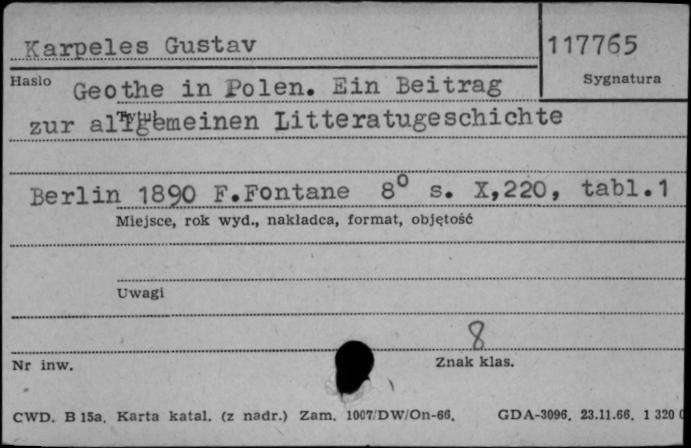 Karpeles Gustav
117765
Hasło
Sygnatura
Geothe in Polen. Ein Beitrag
Tytuł
zur allgemeinen Litteratugeschichte
Berlin 1890 F.Fontane 8⁰ s. X,220, tabl.1
Miejsce, rok wyd., nakładca, format, objętość
Uwagi
8
Nr inw.
Znak klas.
CWD. B 15a. Karta katal. (z nadr.) Zam. 1007/DW/On-66. GDA-3096. 23.11.66. 1 320